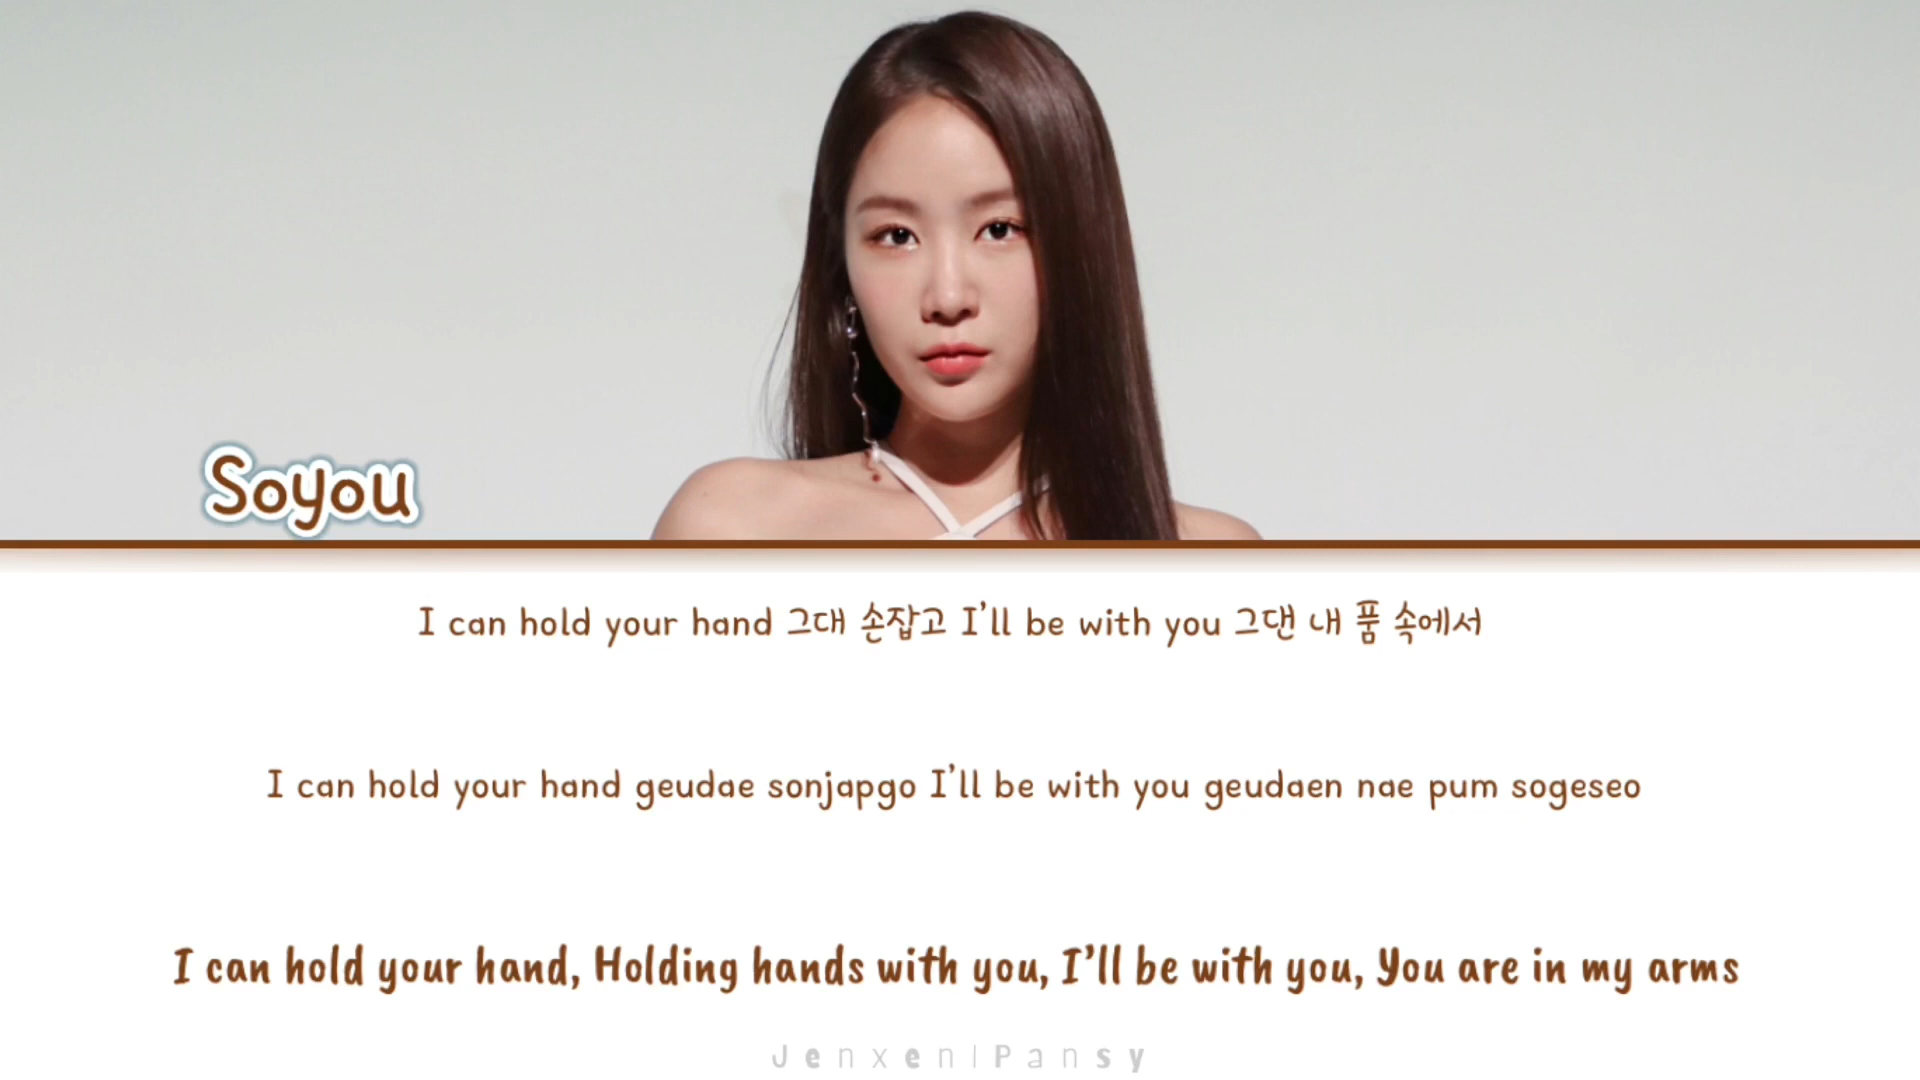 Soyou
I can hold your hand 그대 손잡고 I'll be with you 그댄 내 품 속에서
I can hold your hand geudae sonjapgo I'll be with you geudaen nae pum sogeseo
I can hold your hand, Holding hands with you, I'll be with you, You are in my arms
Jenxen|Pansy